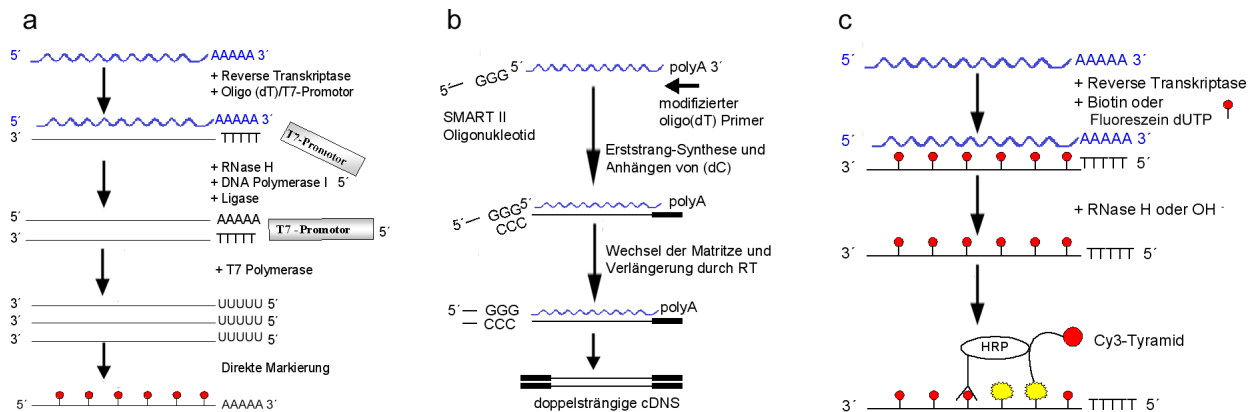 a
5´ AAAAA 3´
+ Reverse Transkriptase
+ Oligo (dT)/T7-Promotor
5´ AAAAA 3´
3´ TTTTT
T7-Promotor
5´
+ RNase H
+ DNA Polymerase I
+ Ligase
5´ AAAAA
3´ TTTTT T7 - Promotor 5´
+ T7 Polymerase
3´ UUUUU 5´
3´ UUUUU 5´
3´ UUUUU 5´
Direkte Markierung
5´ AAAAA 3´
b
GGG 5´ polyA 3´
5´
SMART II
Oligonukleotid
modifizierter
oligo(dT) Primer
Erststrang-Synthese und
Anhängen von (dC)
5´ GGG 5´ polyA
CCC
Wechsel der Matritze und
Verlängerung durch RT
5´ GGG polyA
CCC
doppelsträngige cDNS
c
5´ AAAAA 3´
+ Reverse Transkriptase
+ Biotin oder
Fluoreszein dUTP
5´ AAAAA 3´
3´ TTTTT 5´
+ RNase H oder OH -
3´ TTTTT 5´
HRP
Cy3-Tyramid
3´ TTTTT 5´